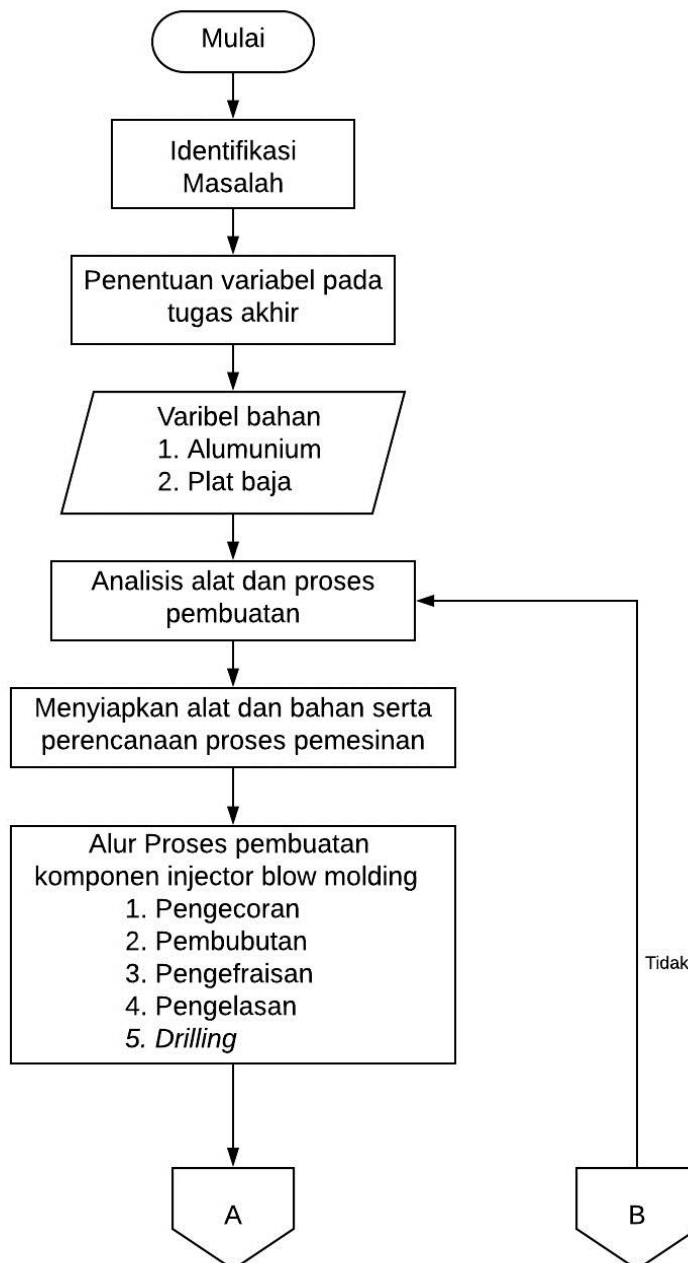 Mulai
Identifikasi
Masalah
Penentuan variabel pada
tugas akhir
Varibel bahan
1. Alumunium
2. Plat baja
Analisis alat dan proses
pembuatan
Menyiapkan alat dan bahan serta
perencanaan proses pemesinan
Alur Proses pembuatan
komponen injector blow molding
1. Pengecoran
2. Pembubutan
3. Pengefraisan
4. Pengelasan
5. Drilling
Tidak
A
B